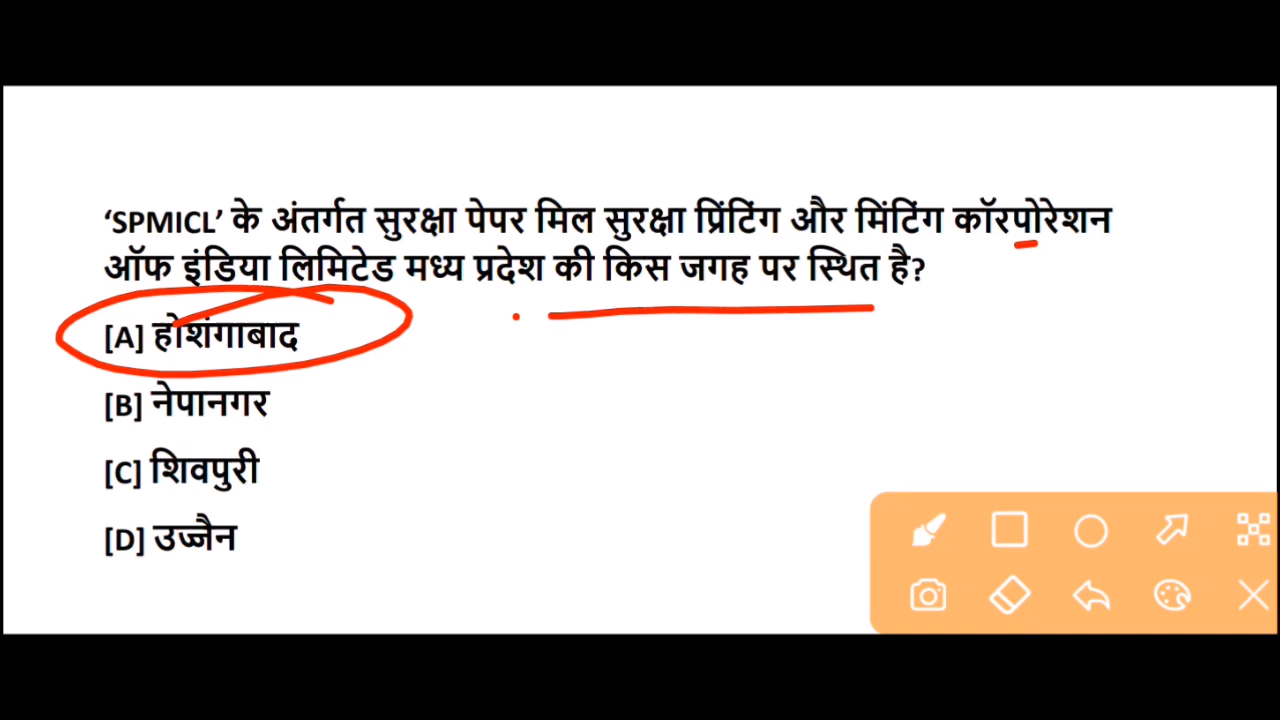 ‘SPMICL’ के अंतर्गत सुरक्षा पेपर मिल सुरक्षा प्रिंटिंग और मिंटिंग कॉरपोरेशन
ऑफ इंडिया लिमिटेड मध्य प्रदेश की किस जगह पर स्थित है?
[A] होशंगाबाद
[B] नेपानगर
[C] शिवपुरी
[D] उज्जैन